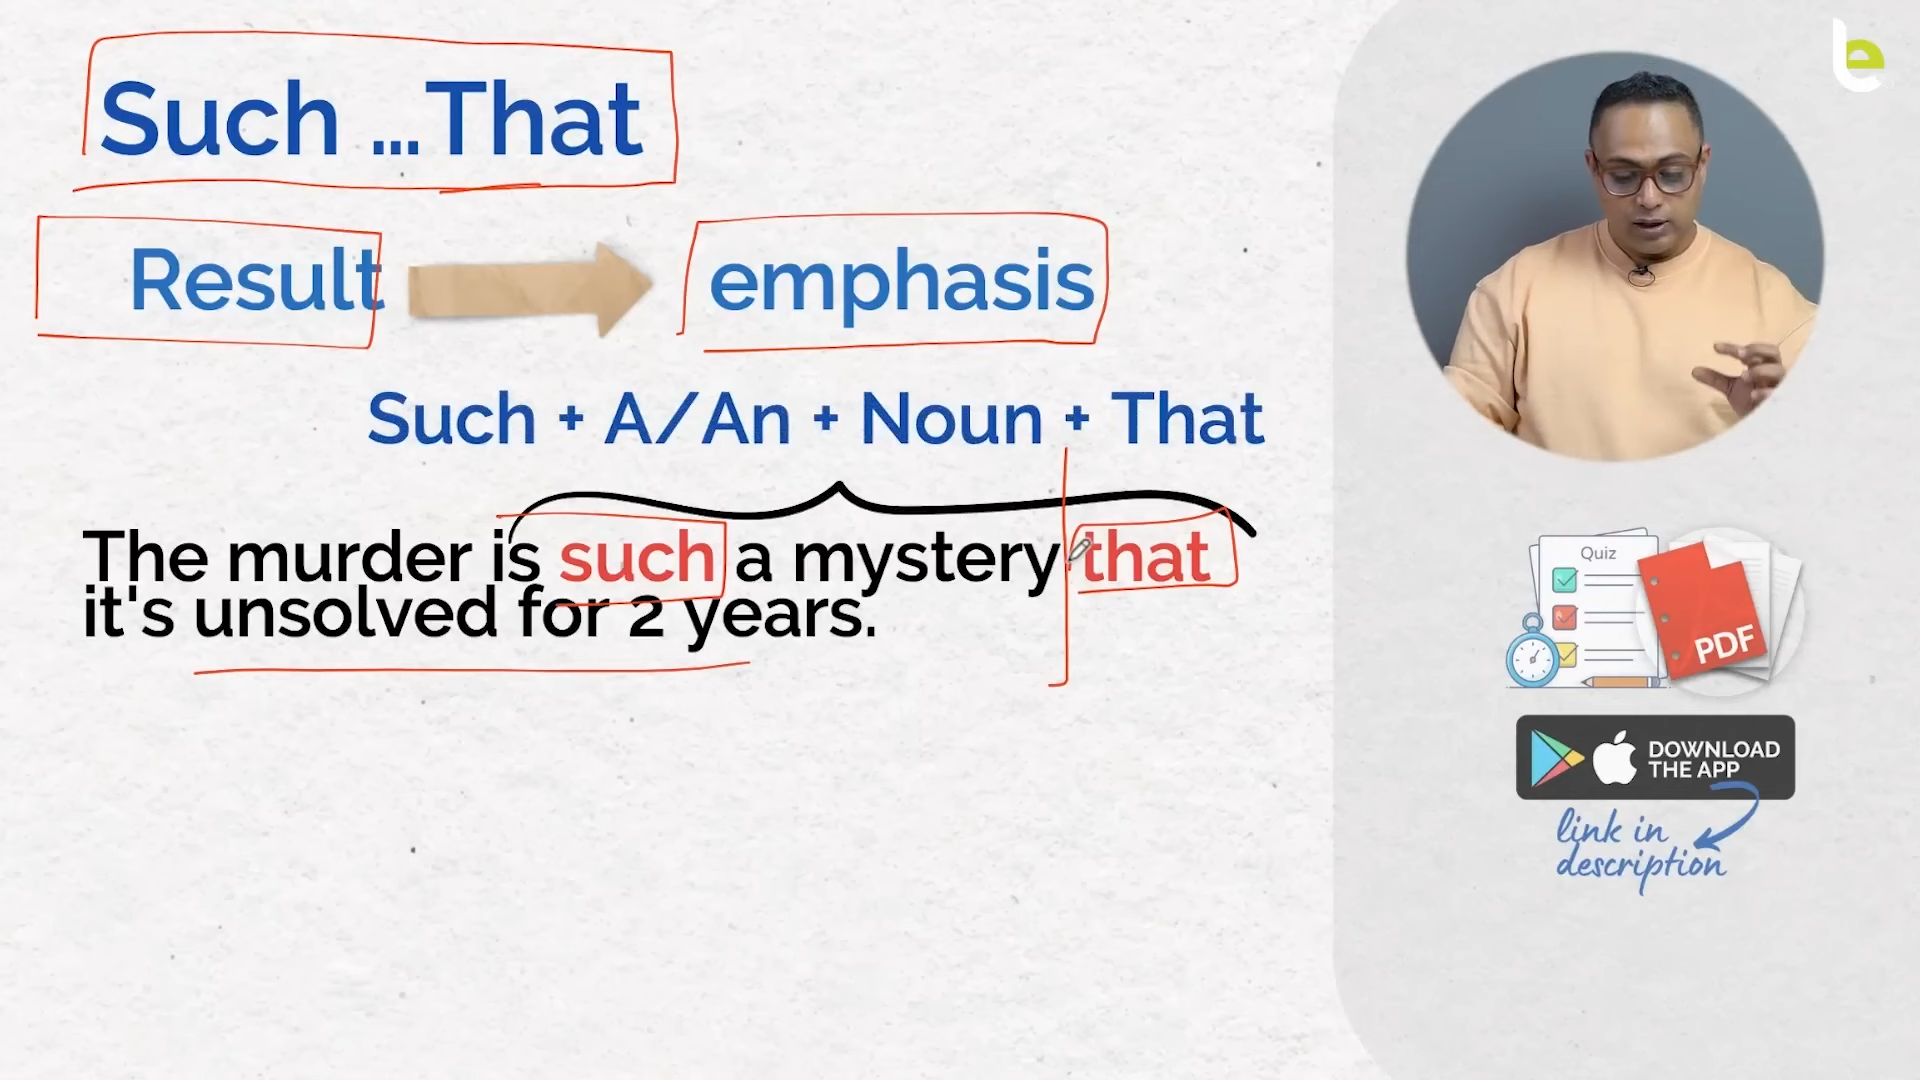 Such ...That
Result
emphasis
Such + A/An + Noun + That
The murder is such a mystery that
it's unsolved for 2 years.
Quiz
PDF
DOWNLOAD
THE APP
link in
description